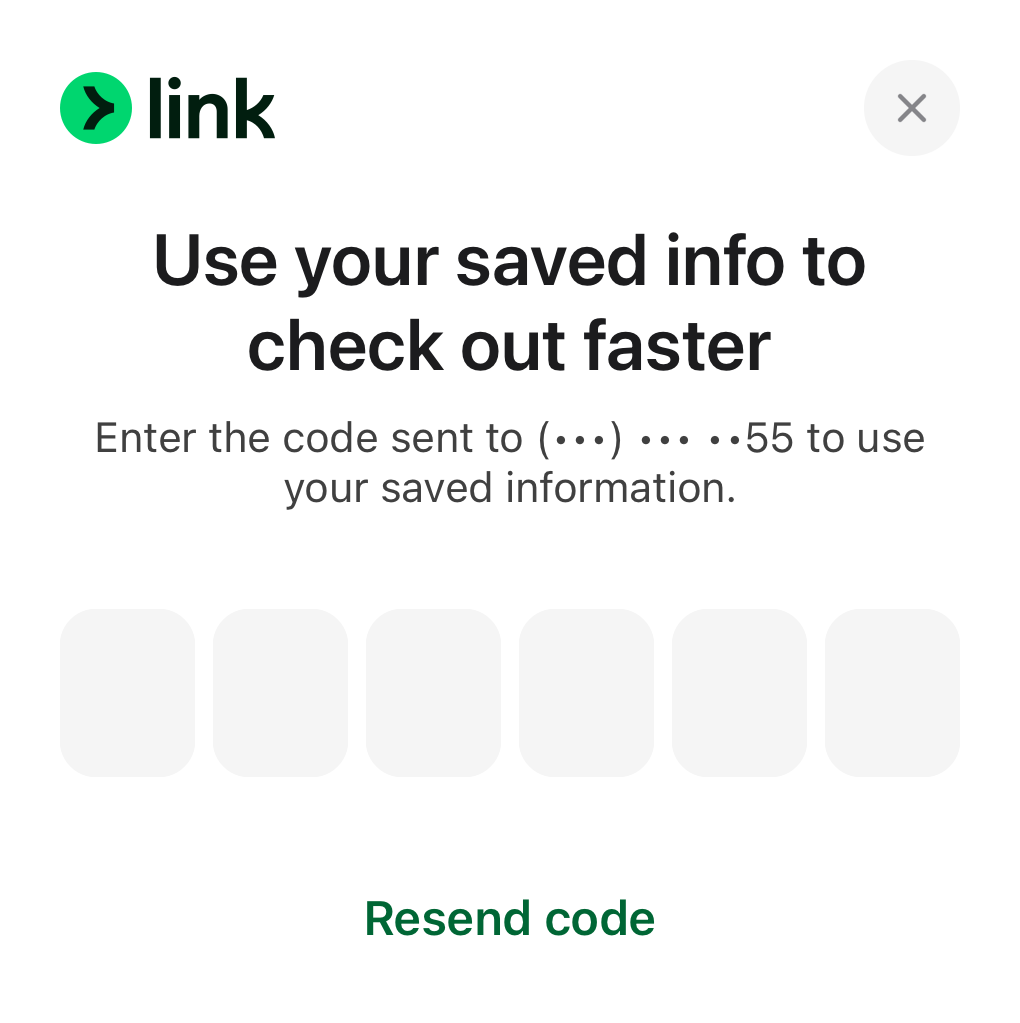 link
Use your saved info to
check out faster
Enter the code sent to (•••) ••• ••55 to use
your saved information.
Resend code